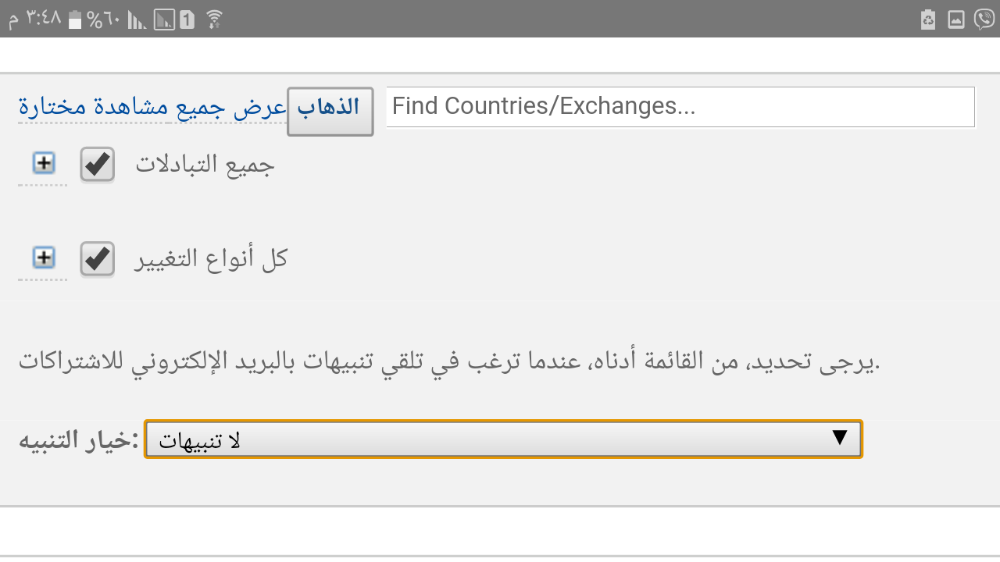 م ٣:٤٨ %٦٠ 1
عرض جميع مشاهدة مختارة الذهاب Find Countries/Exchanges...
جميع التبادلات
كل أنواع التغيير
يرجى تحديد، من القائمة أدناه، عندما ترغب في تلقي تنبيهات بالبريد الإلكتروني للاشتراكات.
خيار التنبيه: لا تنبيهات